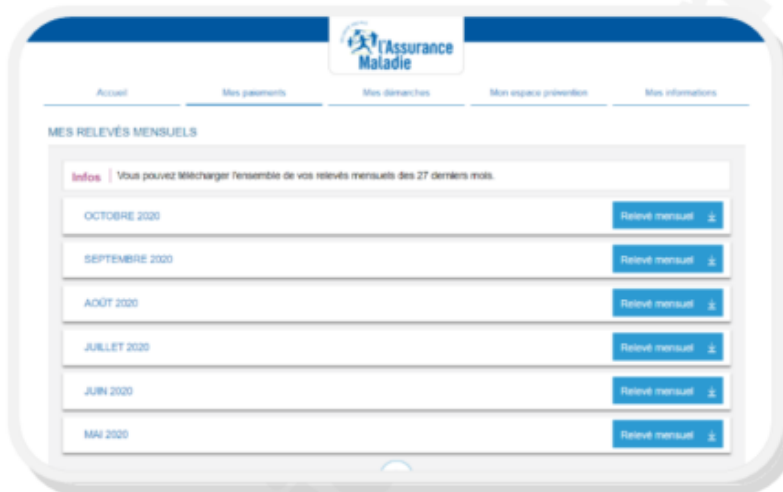 l'Assurance
Maladie
Accueil
Mes paiements
Mes démarches
Mon espace prévention
Mes informations
MES RELEVÉS MENSUELS
Infos
Vous pouvez télécharger l'ensemble de vos relevés mensuels des 27 derniers mois.
OCTOBRE 2020
Relevé mensuel
SEPTEMBRE 2020
Relevé mensuel
AOÛT 2020
Relevé mensuel
JUILLET 2020
Relevé mensuel
JUIN 2020
Relevé mensuel
MAI 2020
Relevé mensuel